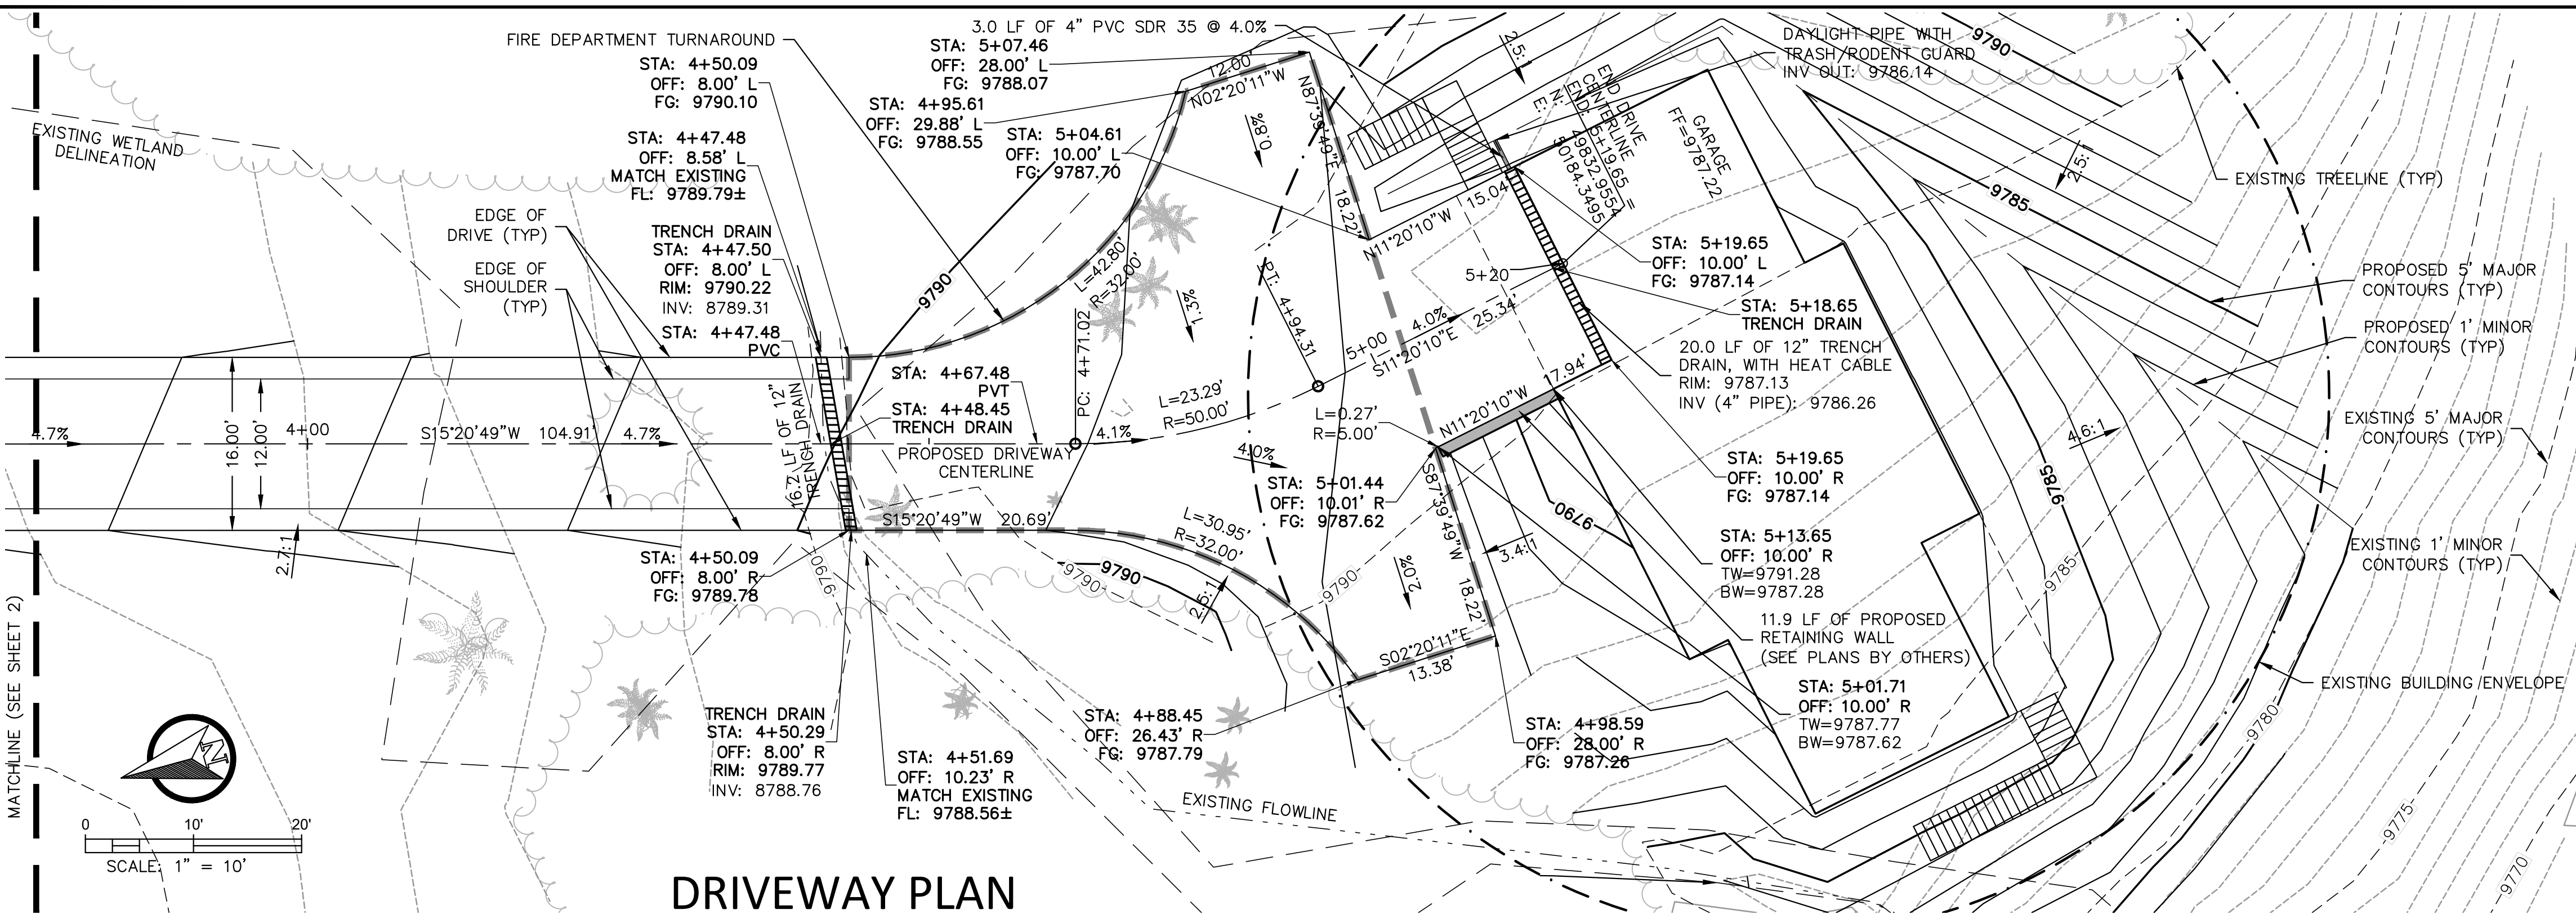 3.0 LF OF 4" PVC SDR 35 @ 4.0%
FIRE DEPARTMENT TURNAROUND
STA: 4+50.09
OFF: 8.00' L
FG: 9790.10
STA: 5+07.46
OFF: 28.00' L
FG: 9788.07
STA: 4+95.61
OFF: 29.88' L
FG: 9788.55
STA: 5+04.61
OFF: 10.00' L
FG: 9787.70
12.00'
N02°20'11"W
N87°39'49"E 18.22'
0.8%
2.5:1
END DRIVE
CENTERLINE
END: 5+19.65 =
N: 49832.9554
E: 50184.3495
GARAGE
FF=9787.22
DAYLIGHT PIPE WITH
TRASH/RODENT GUARD
INV OUT: 9786.14
9790
EXISTING TREELINE (TYP)
2.5:1
9785
EXISTING WETLAND
DELINEATION
STA: 4+47.48
OFF: 8.58' L
MATCH EXISTING
FL: 9789.79±
EDGE OF
DRIVE (TYP)
EDGE OF
SHOULDER
(TYP)
TRENCH DRAIN
STA: 4+47.50
OFF: 8.00' L
RIM: 9790.22
INV: 8789.31
STA: 4+47.48
PVC
9790
L=42.80'
R=32.00'
1.3%
PC: 4+71.02
PT: 4+94.31
N11°20'10"W
15.04'
STA: 5+19.65
OFF: 10.00' L
FG: 9787.14
5+20
STA: 5+18.65
TRENCH DRAIN
20.0 LF OF 12" TRENCH
DRAIN, WITH HEAT CABLE
RIM: 9787.13
INV (4" PIPE): 9786.26
PROPOSED 5' MAJOR
CONTOURS (TYP)
PROPOSED 1' MINOR
CONTOURS (TYP)
EXISTING 5' MAJOR
CONTOURS (TYP)
EXISTING 1' MINOR
CONTOURS (TYP)
4.7%
16.00'
12.00'
4+00
S15°20'49"W 104.91'
4.7%
16.2 LF OF 12"
TRENCH DRAIN
STA: 4+67.48
PVT
STA: 4+48.45
TRENCH DRAIN
PROPOSED DRIVEWAY
CENTERLINE
4.1%
L=23.29'
R=50.00'
5+00
4.0%
S11°20'10"E
25.34'
L=0.27'
R=5.00'
N11°20'10"W
17.94'
4.0%
STA: 5+01.44
OFF: 10.01' R
FG: 9787.62
STA: 5+19.65
OFF: 10.00' R
FG: 9787.14
4.6:1
9785
STA: 5+13.65
OFF: 10.00' R
TW=9791.28
BW=9787.28
9790
3.4:1
S87°39'49"W 18.22'
S15°20'49"W 20.69'
L=30.95'
R=32.00'
2.7:1
STA: 4+50.09
OFF: 8.00' R
FG: 9789.78
9790
9790
9790
2.5:1
9790
2.0%
S02°20'11"E
13.38'
11.9 LF OF PROPOSED
RETAINING WALL
(SEE PLANS BY OTHERS)
STA: 5+01.71
OFF: 10.00' R
TW=9787.77
BW=9787.62
9785
EXISTING BUILDING ENVELOPE
9780
9775
9770
MATCHLINE (SEE SHEET 2)
N
0 10' 20'
SCALE: 1" = 10'
TRENCH DRAIN
STA: 4+50.29
OFF: 8.00' R
RIM: 9789.77
INV: 8788.76
STA: 4+51.69
OFF: 10.23' R
MATCH EXISTING
FL: 9788.56±
STA: 4+88.45
OFF: 26.43' R
FG: 9787.79
STA: 4+98.59
OFF: 28.00' R
FG: 9787.26
EXISTING FLOWLINE
DRIVEWAY PLAN